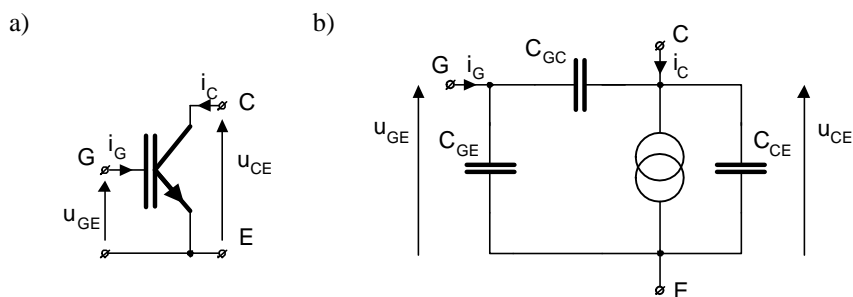 a)
i_C
C
G
i_G
u_CE
u_GE
E
b)
C
C_GC
G
i_G
i_C
u_GE
C_GE
C_CE
u_CE